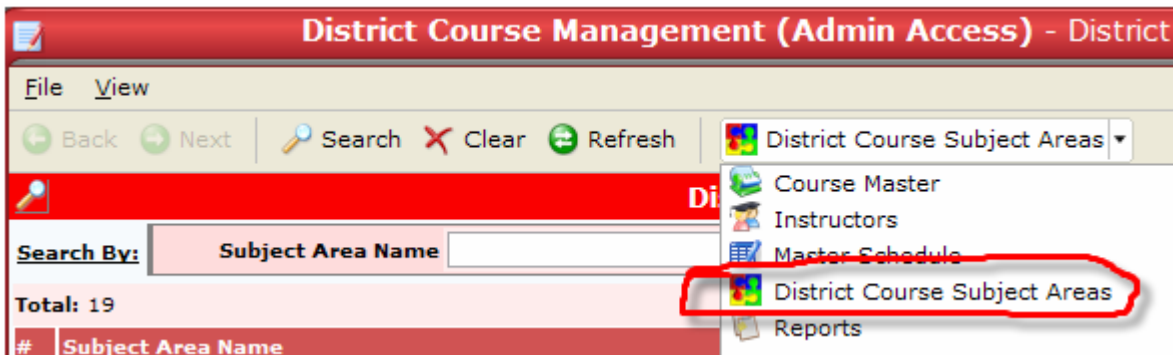 District Course Management (Admin Access) - District
File View
Back Next Search Clear Refresh District Course Subject Areas
Di
Course Master
Instructors
Search By: Subject Area Name
Master Schedule
District Course Subject Areas
Total: 19
Reports
# Subject Area Name